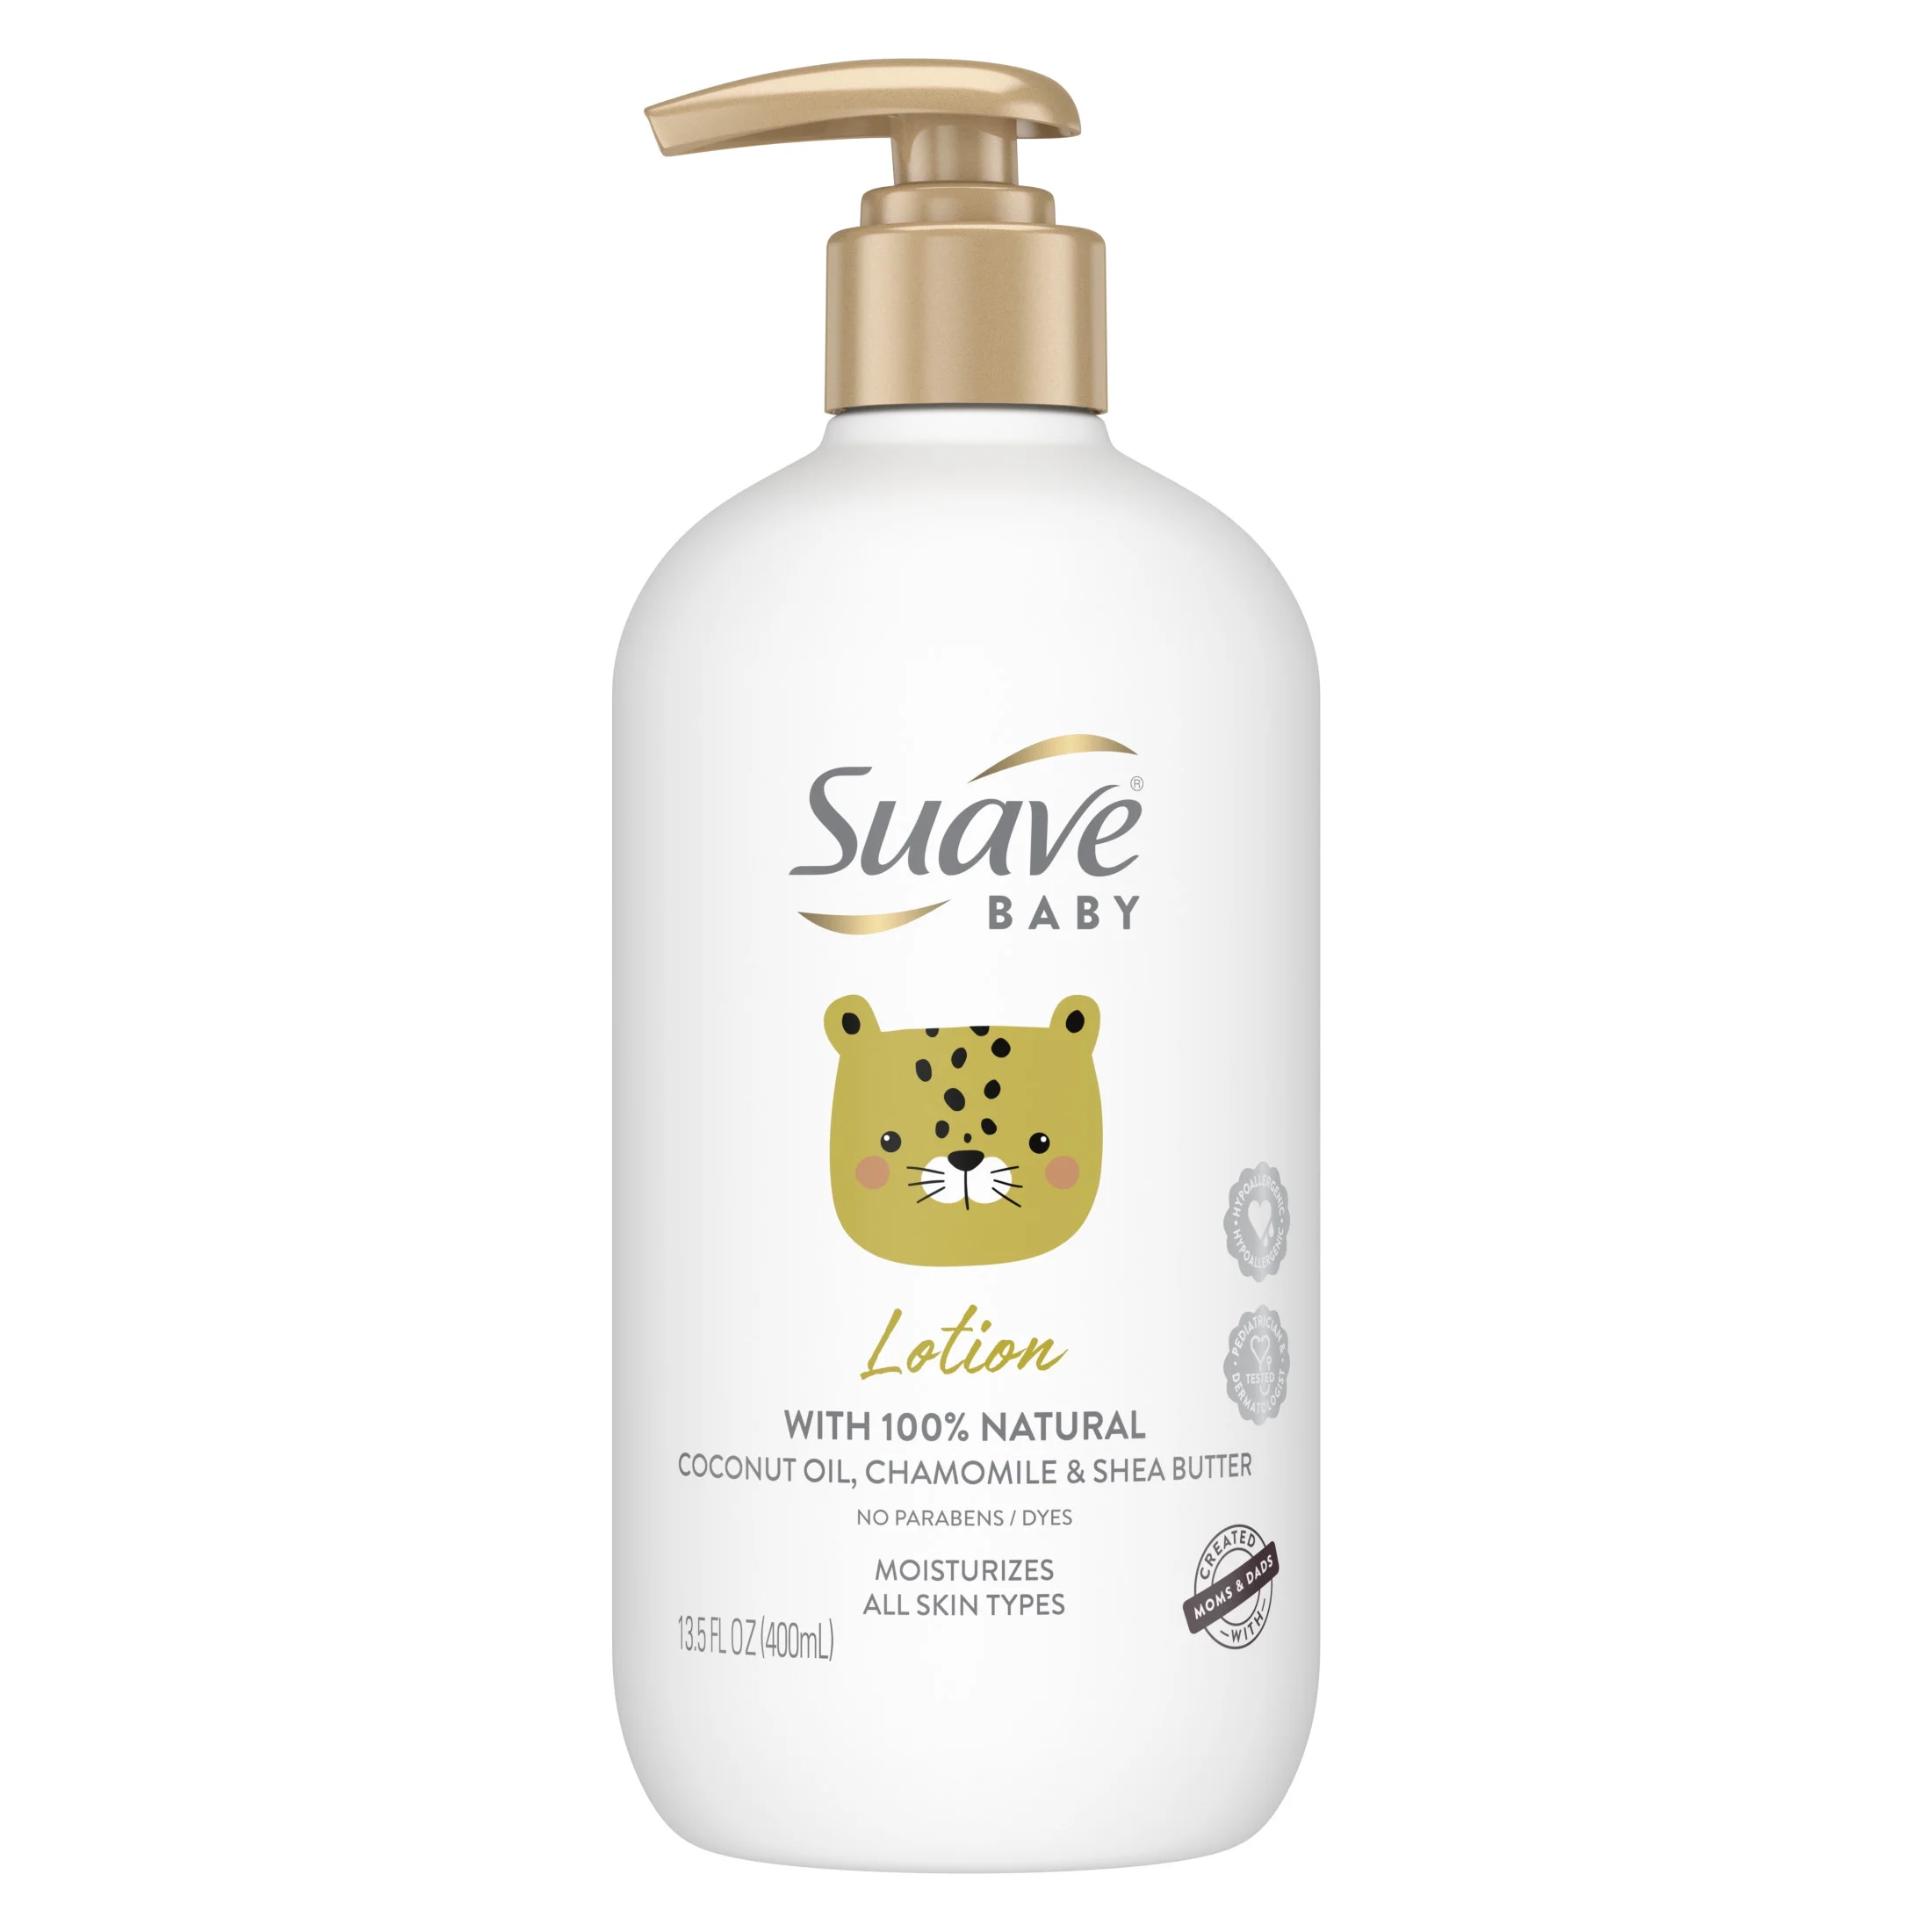 Suave®
BABY
Lotion
WITH 100% NATURAL
COCONUT OIL, CHAMOMILE & SHEA BUTTER
NO PARABENS / DYES
MOISTURIZES
ALL SKIN TYPES
13.5 FL OZ (400mL)
• HYPOALLERGENIC • HYPOALLERGENIC
• PEDIATRICIAN & DERMATOLOGIST
TESTED
CREATED
MOMS & DADS
–WITH–